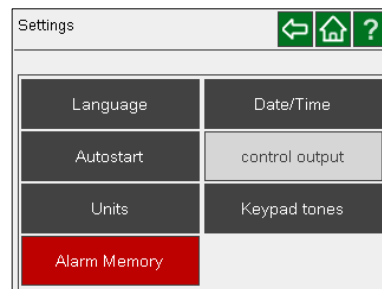 Settings
?
Language
Date/Time
Autostart
control output
Units
Keypad tones
Alarm Memory